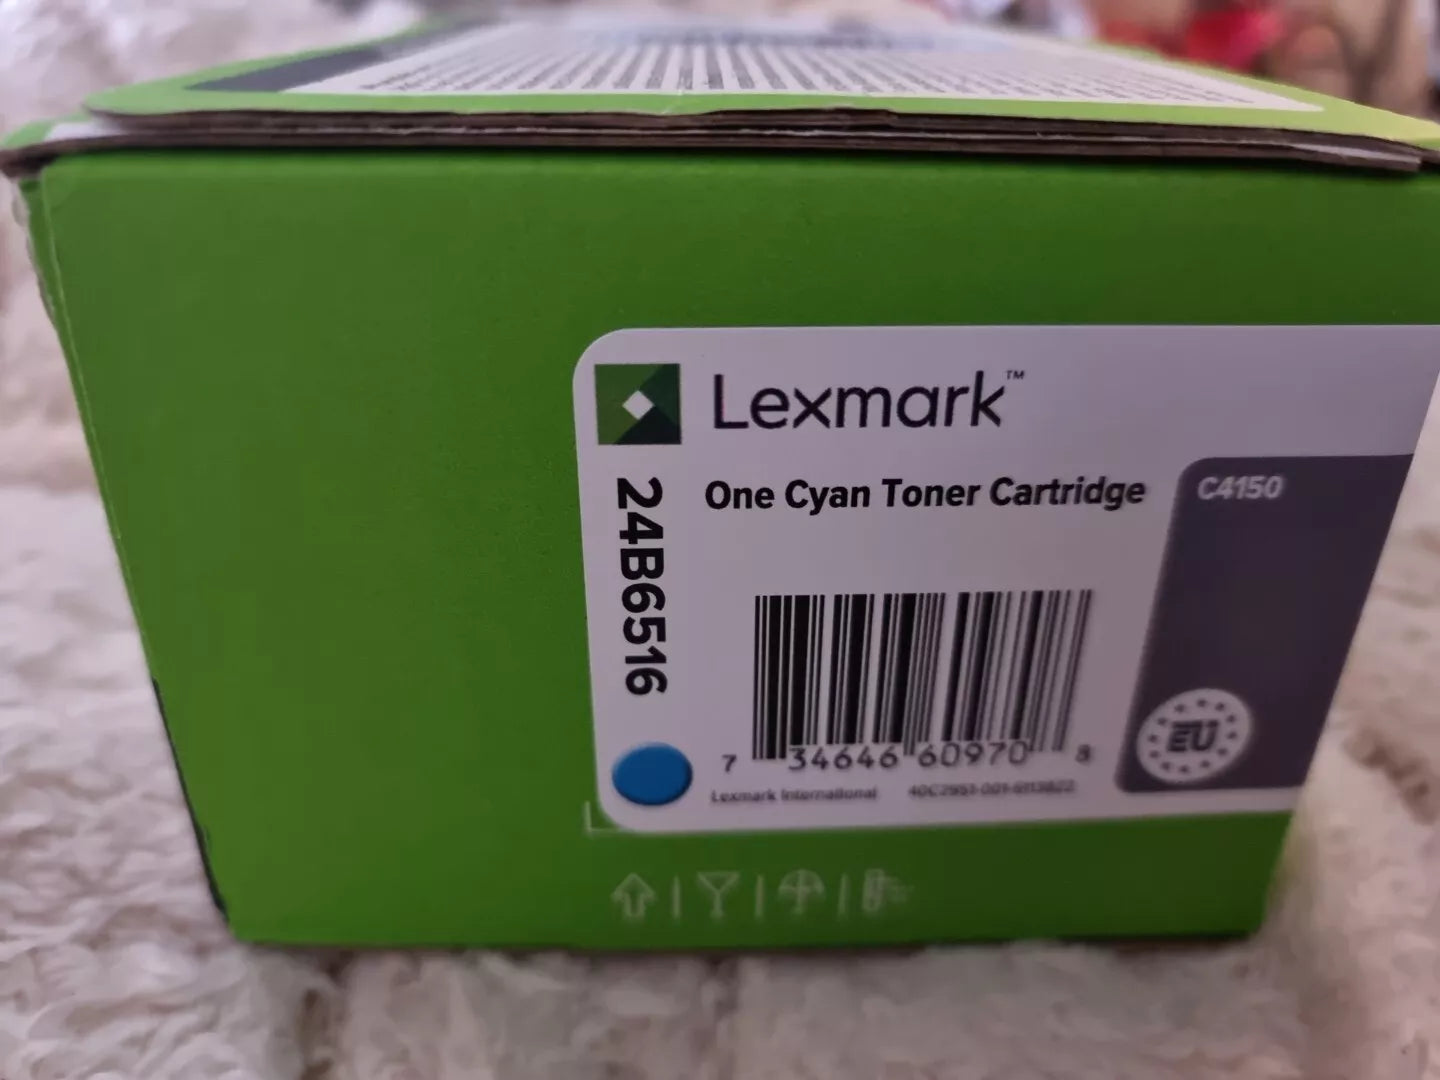 Lexmark™
24B6516
One Cyan Toner Cartridge
C4150
7 34646 60970 8
EU
Lexmark International